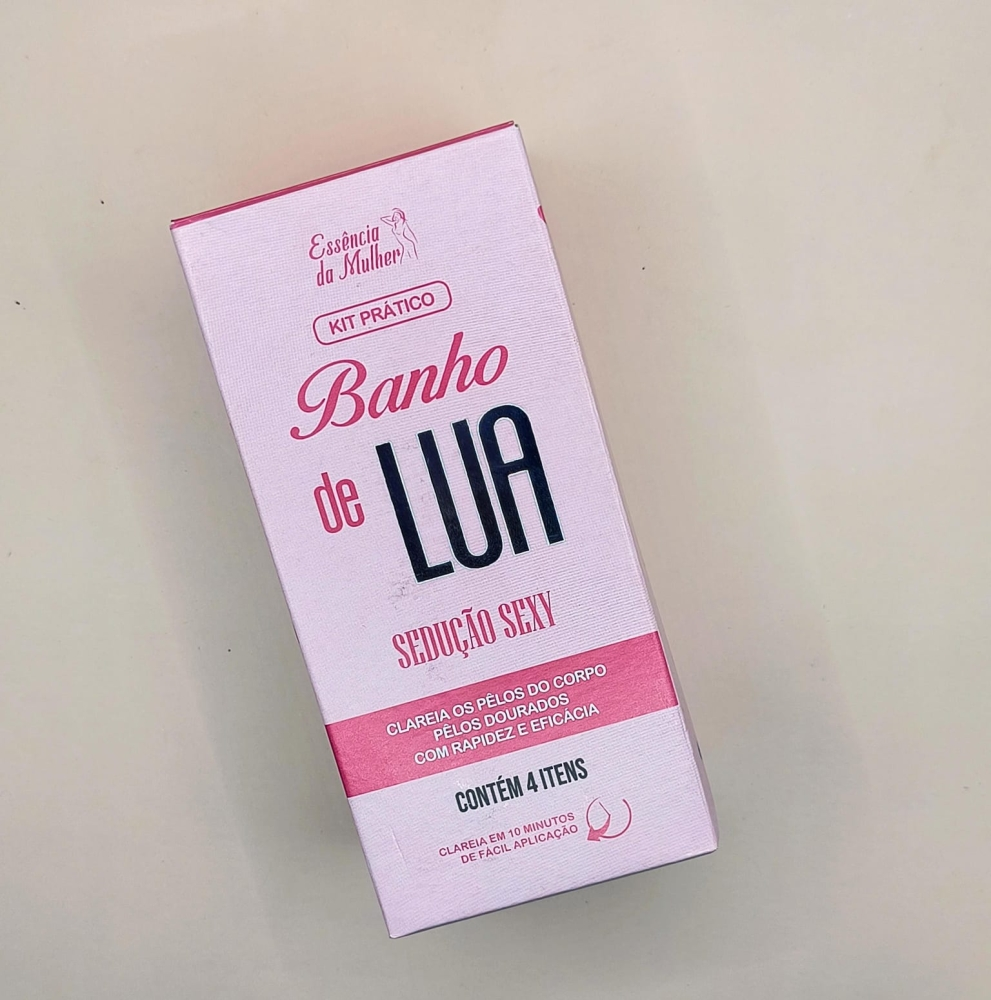 Essência
da Mulher
KIT PRÁTICO
Banho
de LUA
SEDUÇÃO SEXY
CLAREIA OS PÊLOS DO CORPO
PÊLOS DOURADOS
COM RAPIDEZ E EFICÁCIA
CONTÉM 4 ITENS
CLAREIA EM 10 MINUTOS
DE FÁCIL APLICAÇÃO